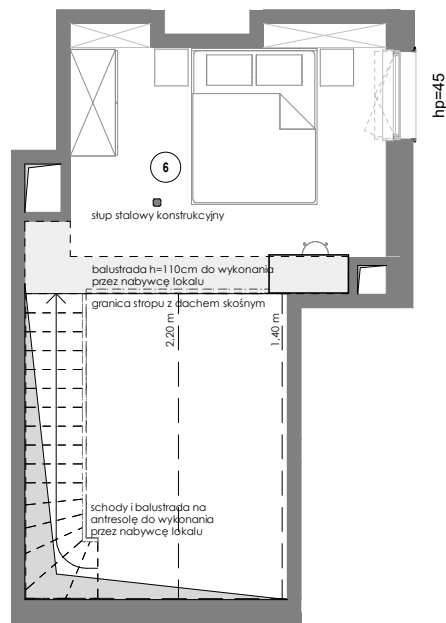 hp=45
6
słup stalowy konstrukcyjny
balustrada h=110cm do wykonania
przez nabywcę lokalu
granica stropu z dachem skośnym
2,20 m
1,40 m
schody i balustrada na
antresolę do wykonania
przez nabywcę lokalu